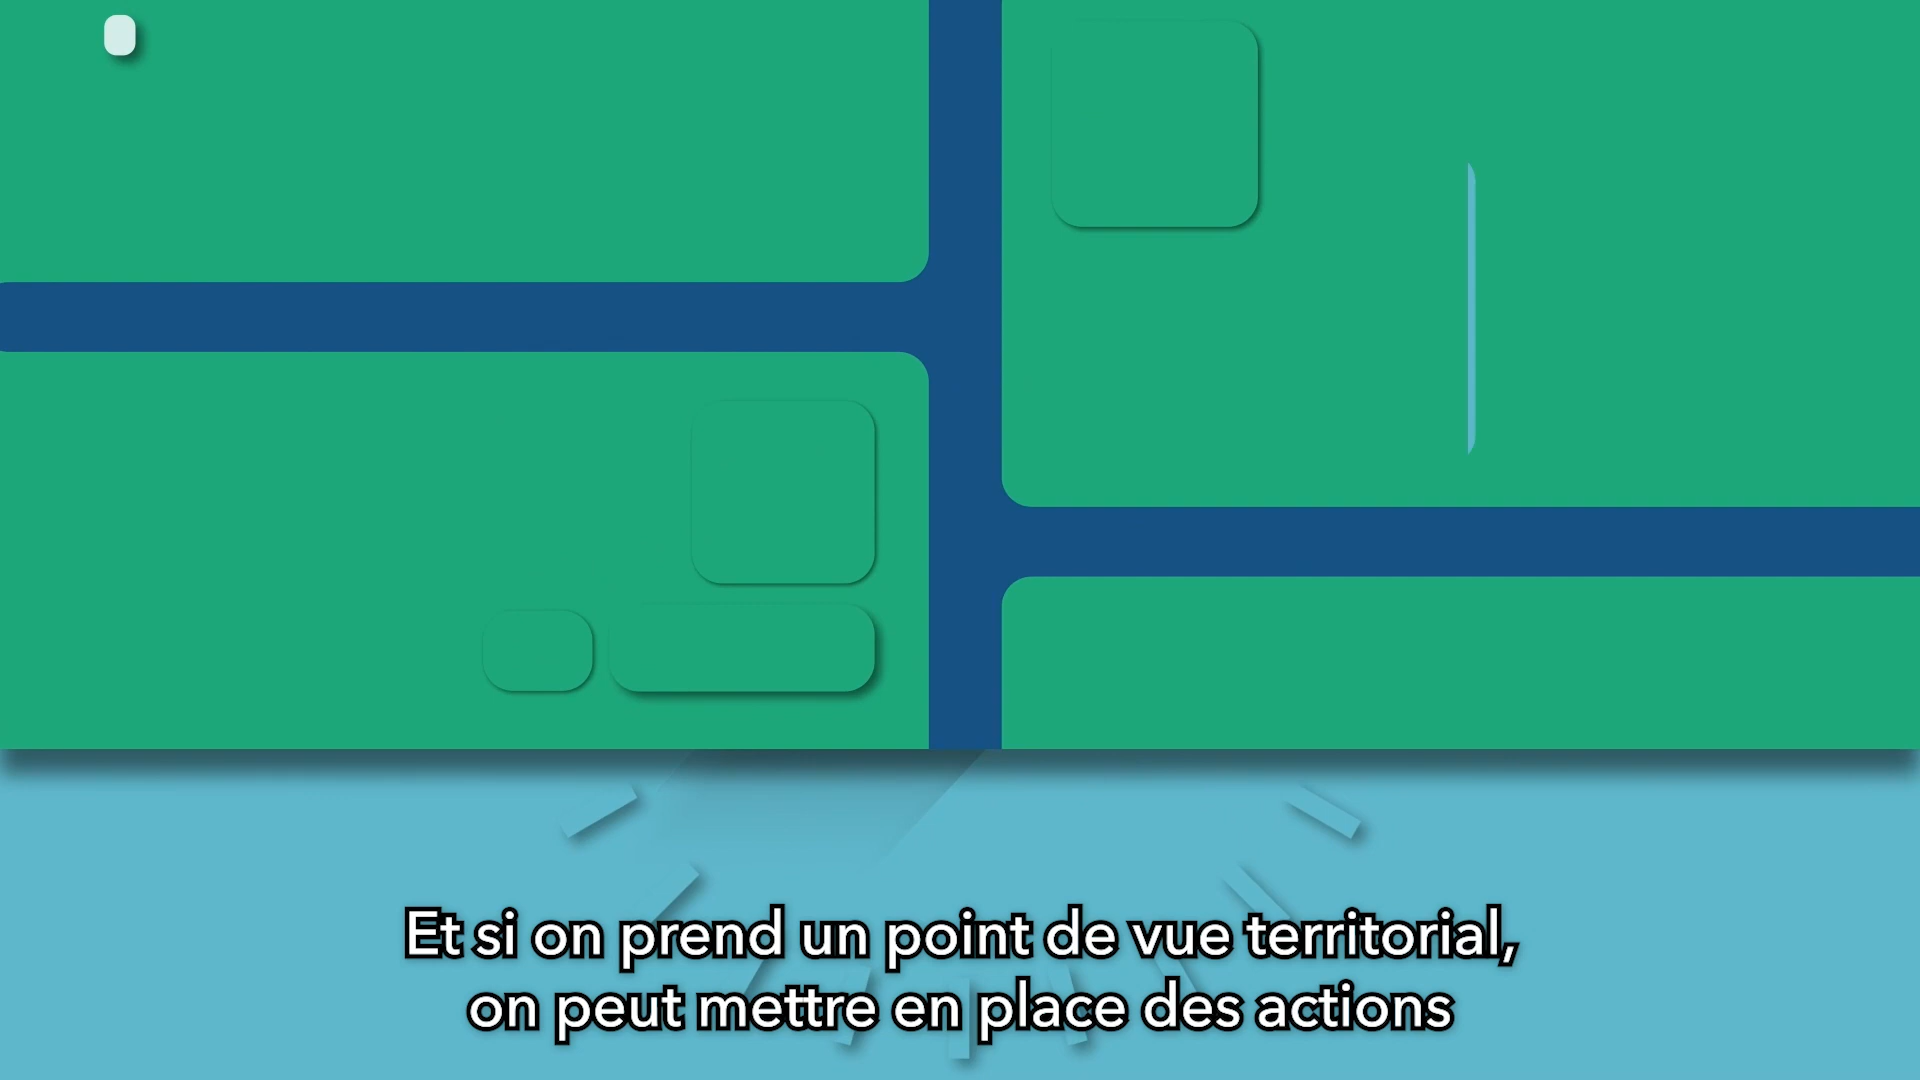 Et si on prend un point de vue territorial,
on peut mettre en place des actions